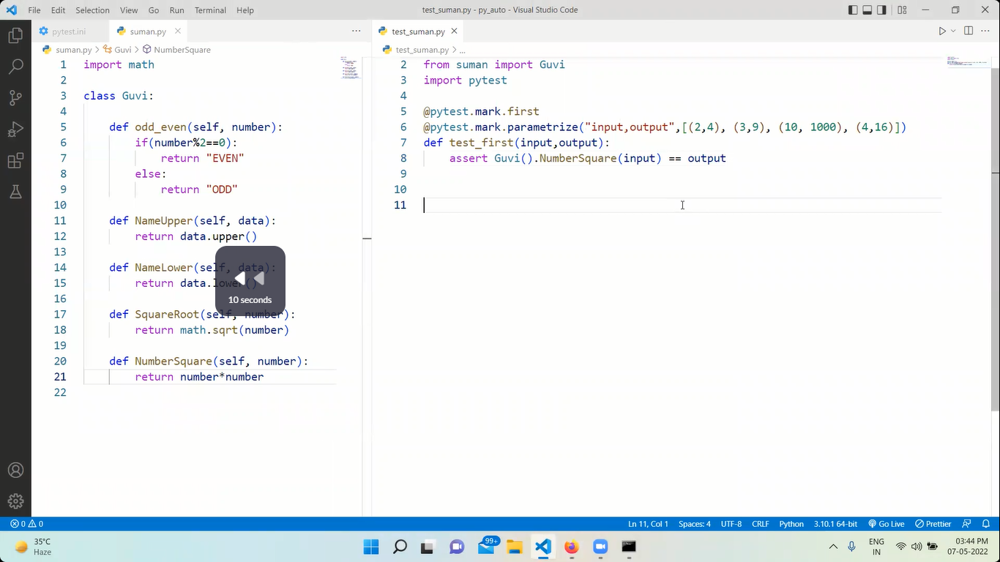 File Edit Selection View Go Run Terminal Help
test_suman.py - py_auto - Visual Studio Code
pytest.ini
suman.py
suman.py > Guvi > NumberSquare
1 import math
2
3 class Guvi:
4
5 def odd_even(self, number):
6 if(number%2==0):
7 return "EVEN"
8 else:
9 return "ODD"
10
11 def NameUpper(self, data):
12 return data.upper()
13
14 def NameLower(self, data):
15 return data.lower()
16
17 def SquareRoot(self, number):
18 return math.sqrt(number)
19
20 def NumberSquare(self, number):
21 return number*number
22
10 seconds
test_suman.py
test_suman.py > ...
2 from suman import Guvi
3 import pytest
4
5 @pytest.mark.first
6 @pytest.mark.parametrize("input,output",[(2,4), (3,9), (10, 1000), (4,16)])
7 def test_first(input,output):
8 assert Guvi().NumberSquare(input) == output
9
10
11
0 0
Ln 11, Col 1 Spaces: 4 UTF-8 CRLF Python 3.10.1 64-bit Go Live Prettier
35°C
Haze
99+
ENG
IN
03:44 PM
07-05-2022